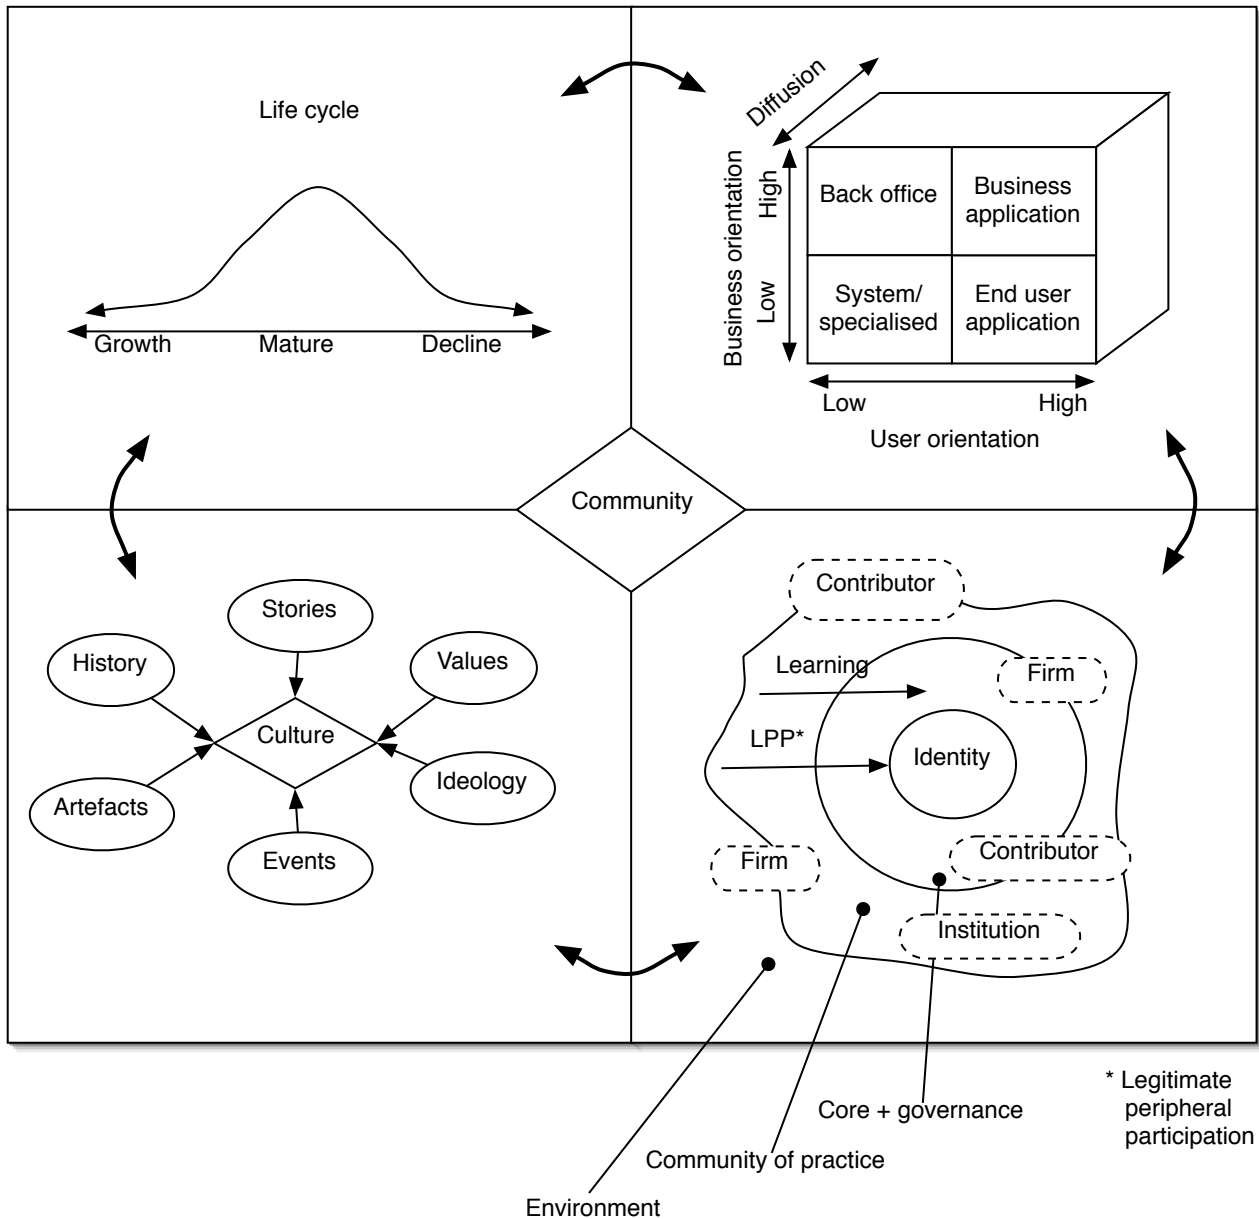 Life cycle
Growth
Mature
Decline
Diffusion
Business orientation
High
Low
Back office
Business
application
System/
specialised
End user
application
Low
High
User orientation
Community
Stories
History
Values
Culture
Artefacts
Ideology
Events
Contributor
Learning
Firm
LPP*
Identity
Contributor
Firm
Institution
* Legitimate
peripheral
participation
Core + governance
Community of practice
Environment